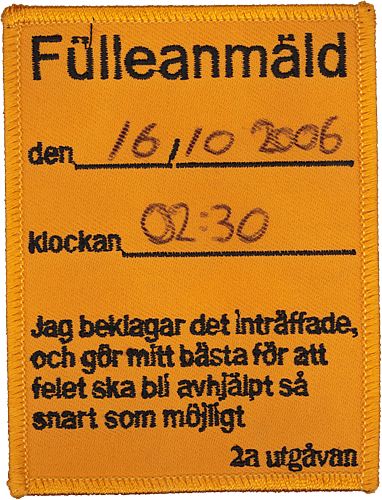 Fülleanmäld
den 16/10 2006
klockan 02:30
Jag beklagar det inträffade,
och gör mitt bästa för att
felet ska bli avhjälpt så
snart som möjligt
2a utgåvan